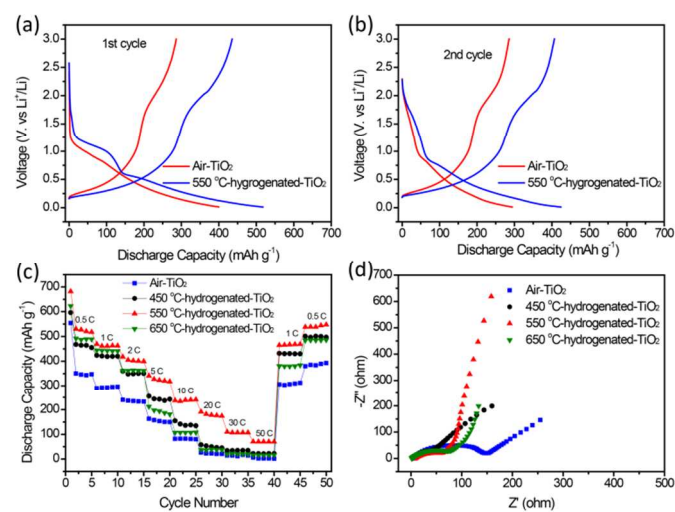 (a)
1st cycle
3.0
2.5
2.0
1.5
1.0
0.5
0.0
Voltage (V. vs Li+/Li)
Air-TiO₂
550 °C-hygrogenated-TiO₂
0 100 200 300 400 500 600 700
Discharge Capacity (mAh g⁻¹)
(b)
2nd cycle
3.0
2.5
2.0
1.5
1.0
0.5
0.0
Voltage (V. vs Li⁺/Li)
Air-TiO₂
550 °C-hygrogenated-TiO₂
0 100 200 300 400 500 600 700
Discharge Capacity (mAh g⁻¹)
(c)
Air-TiO₂
450 °C-hydrogenated-TiO₂
550 °C-hydrogenated-TiO₂
650 °C-hydrogenated-TiO₂
700
600
500
400
300
200
100
0
Discharge Capacity (mAh g⁻¹)
0.5 C
1 C
2 C
5 C
10 C
20 C
30 C
50 C
1 C
0.5 C
0 5 10 15 20 25 30 35 40 45 50
Cycle Number
(d)
Air-TiO₂
450 °C-hydrogenated-TiO₂
550 °C-hydrogenated-TiO₂
650 °C-hydrogenated-TiO₂
700
600
500
400
300
200
100
0
-Z'' (ohm)
0 100 200 300 400 500
Z' (ohm)